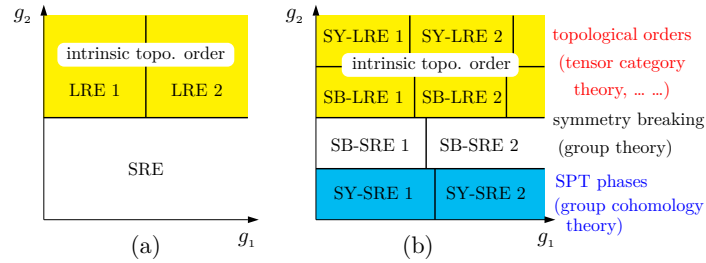 g2
intrinsic topo. order
LRE 1 LRE 2
SRE
g1
(a)
g2
SY-LRE 1 SY-LRE 2
intrinsic topo. order
SB-LRE 1 SB-LRE 2
SB-SRE 1 SB-SRE 2
SY-SRE 1 SY-SRE 2
g1
(b)
topological orders
(tensor category
theory, ... ...)
symmetry breaking
(group theory)
SPT phases
(group cohomology
theory)